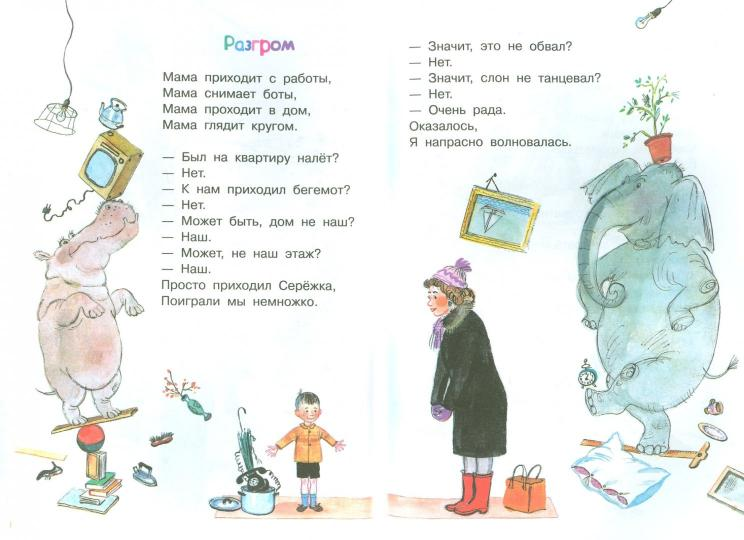 Разгром
Мама приходит с работы,
Мама снимает боты,
Мама проходит в дом,
Мама глядит кругом.
— Был на квартиру налёт?
— Нет.
— К нам приходил бегемот?
— Нет.
— Может быть, дом не наш?
— Наш.
— Может, не наш этаж?
— Наш.
Просто приходил Серёжка,
Поиграли мы немножко.
— Значит, это не обвал?
— Нет.
— Значит, слон не танцевал?
— Нет.
— Очень рада.
Оказалось,
Я напрасно волновалась.